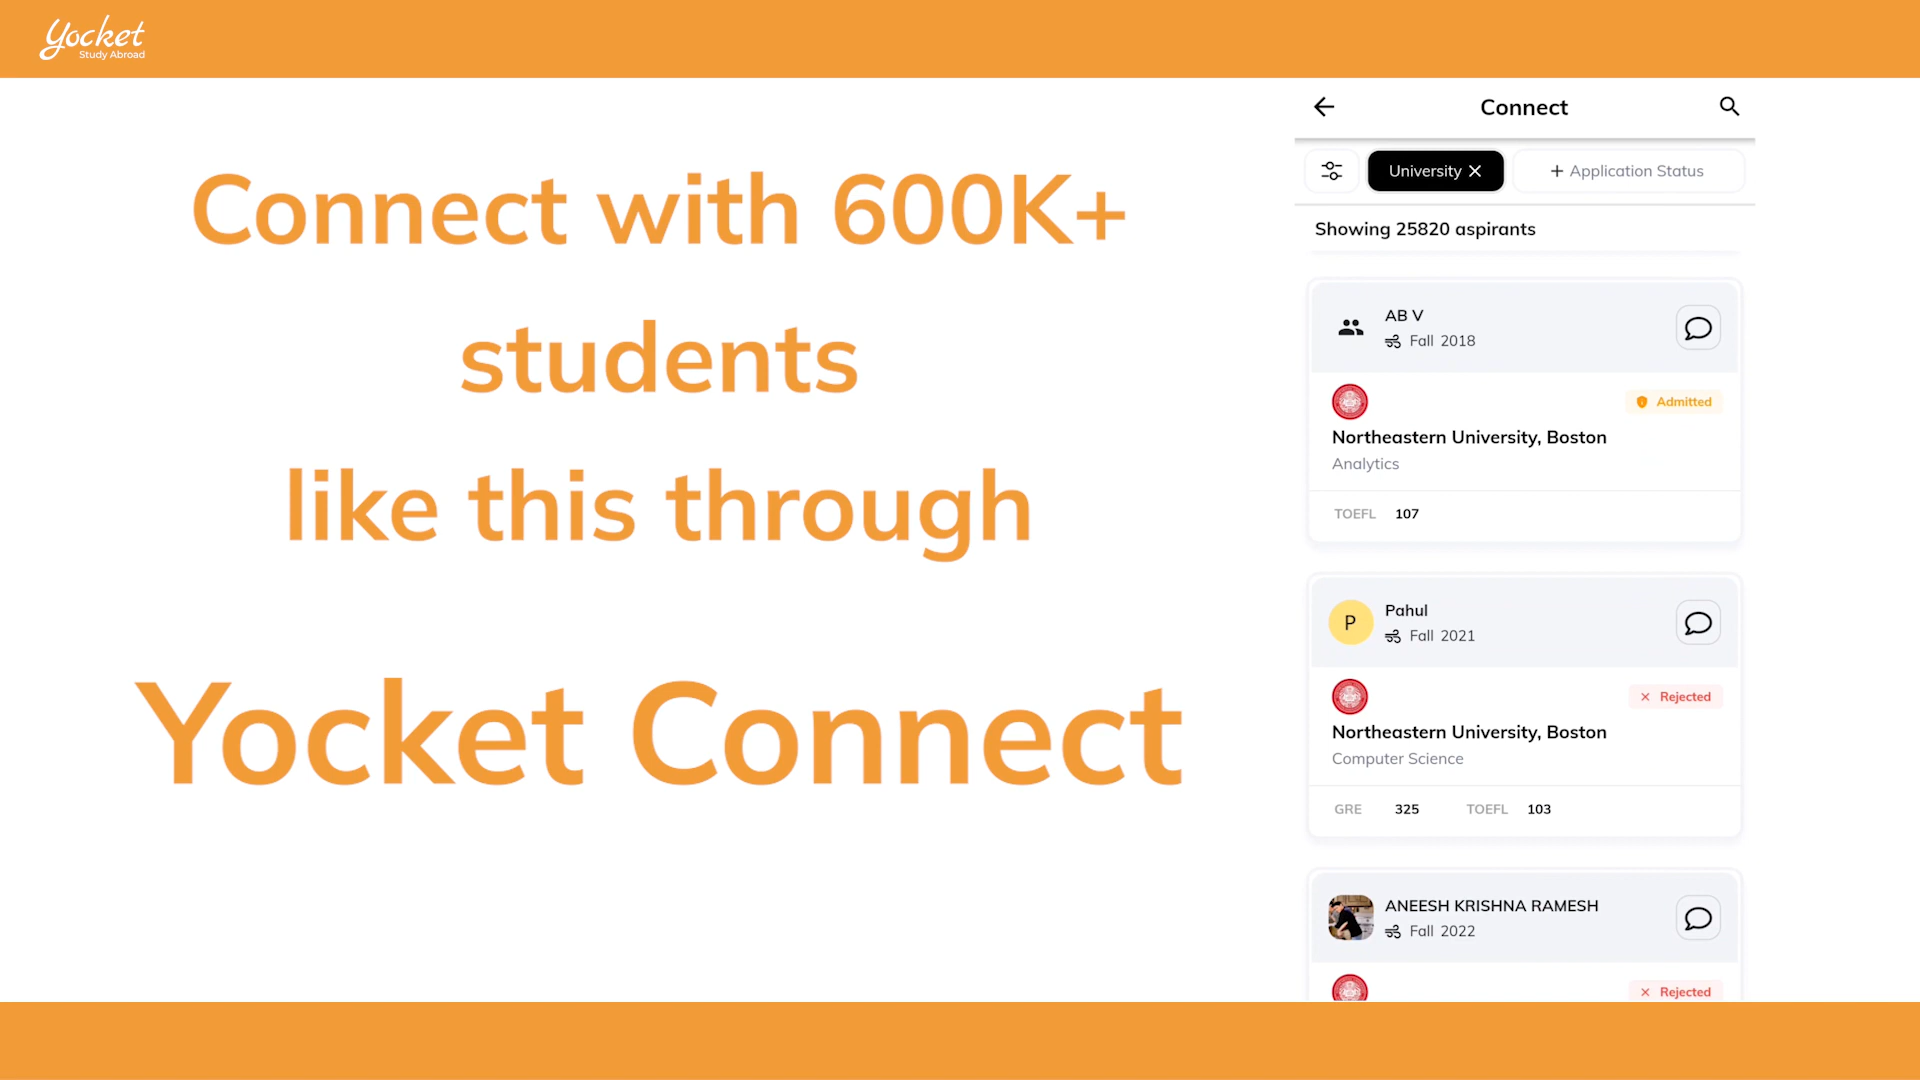 Yocket
Study Abroad
Connect with 600K+
students
like this through
Yocket Connect
Connect
University
Application Status
Showing 25820 aspirants
AB V
Fall 2018
Admitted
Northeastern University, Boston
Analytics
TOEFL 107
P
Pahul
Fall 2021
Rejected
Northeastern University, Boston
Computer Science
GRE 325 TOEFL 103
ANEESH KRISHNA RAMESH
Fall 2022
Rejected